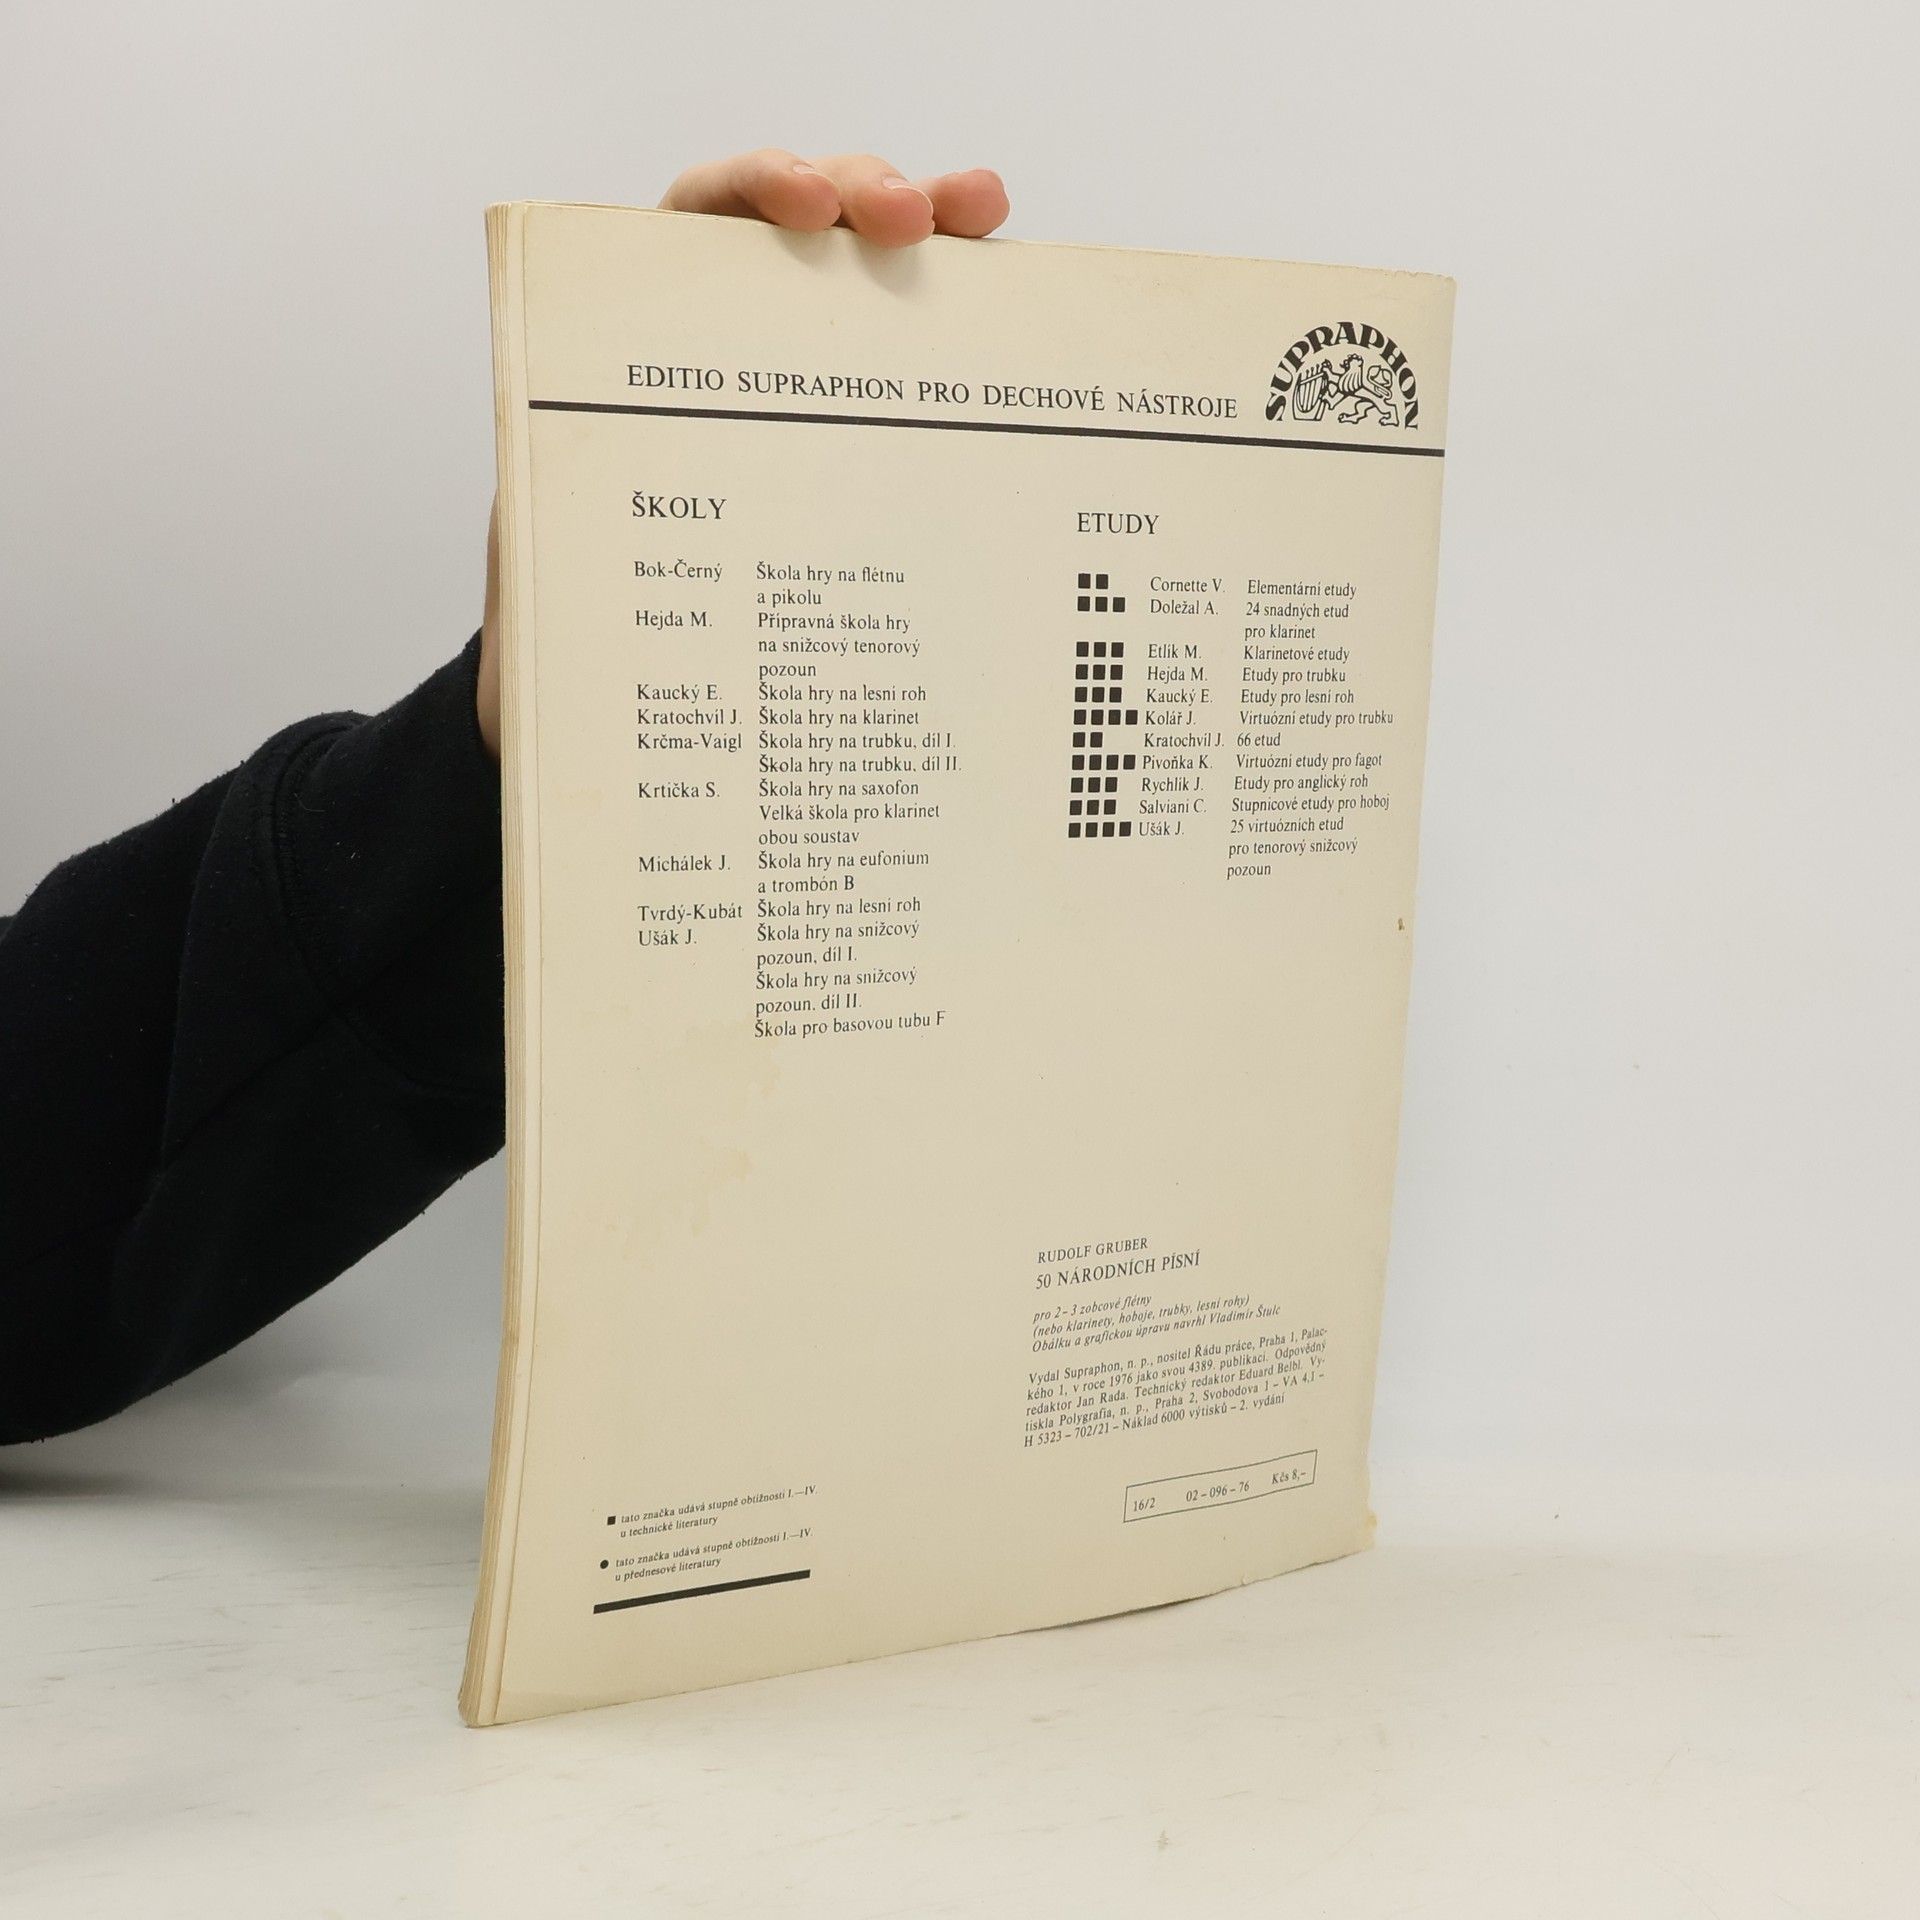 EDITIO SUPRAPHON PRO DECHOVÉ NÁSTROJE
SUPRAPHON
ŠKOLY
Bok-Černý Škola hry na flétnu
a pikolu
Hejda M. Přípravná škola hry
na snižcový tenorový
pozoun
Kaucký E. Škola hry na lesní roh
Kratochvíl J. Škola hry na klarinet
Krčma-Vaigl Škola hry na trubku, díl I.
Škola hry na trubku, díl II.
Krtička S. Škola hry na saxofon
Velká škola pro klarinet
obou soustav
Michálek J. Škola hry na eufonium
a trombón B
Tvrdý-Kubát Škola hry na lesní roh
Ušák J. Škola hry na snižcový
pozoun, díl I.
Škola hry na snižcový
pozoun, díl II.
Škola pro basovou tubu F
ETUDY
■■ Cornette V. Elementární etudy
■■■ Doležal A. 24 snadných etud
pro klarinet
■■■ Etlík M. Klarinetové etudy
■■■ Hejda M. Etudy pro trubku
■■■ Kaucký E. Etudy pro lesní roh
■■■■ Kolář J. Virtuózní etudy pro trubku
■■ Kratochvíl J. 66 etud
■■■■ Pivoňka K. Virtuózní etudy pro fagot
■■■ Rychlík J. Etudy pro anglický roh
■■■ Salviani C. Stupnicové etudy pro hoboj
■■■■ Ušák J. 25 virtuózních etud
pro tenorový snižcový
pozoun
RUDOLF GRUBER
50 NÁRODNÍCH PÍSNÍ
pro 2–3 zobcové flétny
(nebo klarinety, hoboje, trubky, lesní rohy)
Obálku a grafickou úpravu navrhl Vladimír Štulc
Vydal Supraphon, n. p., nositel Řádu práce, Praha 1, Palac-
kého 1, v roce 1976 jako svou 4389. publikaci. Odpovědný
redaktor Jan Rada. Technický redaktor Eduard Belbl. Vy-
tiskla Polygrafia, n. p., Praha 2, Svobodova 1 – VA 4,1 –
H 5323 – 702/21 – Náklad 6000 výtisků – 2. vydání
16/2 02–096–76 Kčs 8,–
■ tato značka udává stupně obtížnosti I.—IV.
u technické literatury
● tato značka udává stupně obtížnosti I.—IV.
u přednesové literatury